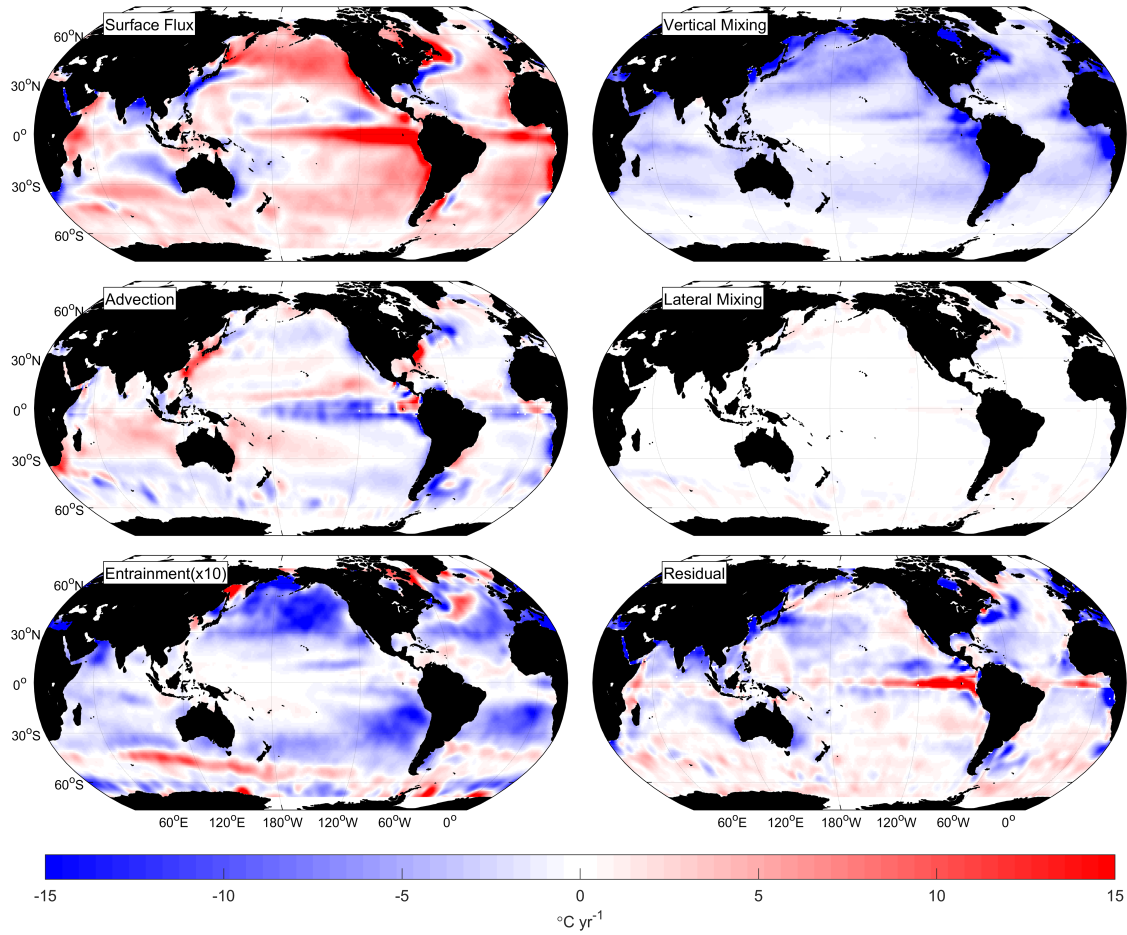 Surface Flux
Vertical Mixing
60°N
30°N
0°
30°S
60°S
Advection
Lateral Mixing
60°N
30°N
0°
30°S
60°S
Entrainment(x10)
Residual
60°N
30°N
0°
30°S
60°S
60°E 120°E 180°W 120°W 60°W 0°
60°E 120°E 180°W 120°W 60°W 0°
-15 -10 -5 0 5 10 15
°C yr⁻¹